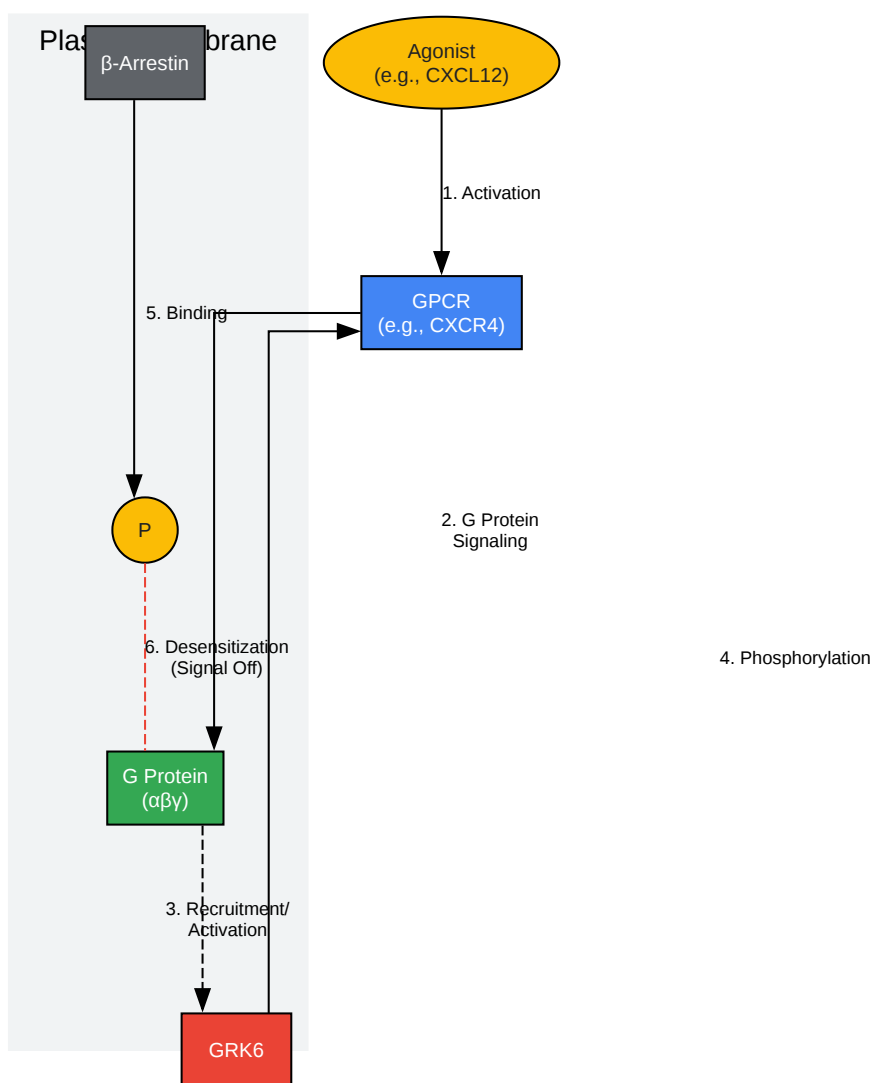 Plas brane
β-Arrestin
Agonist
(e.g., CXCL12)
1. Activation
GPCR
(e.g., CXCR4)
5. Binding
P
2. G Protein
Signaling
6. Desensitization
(Signal Off)
4. Phosphorylation
G Protein
(αβγ)
3. Recruitment/
Activation
GRK6